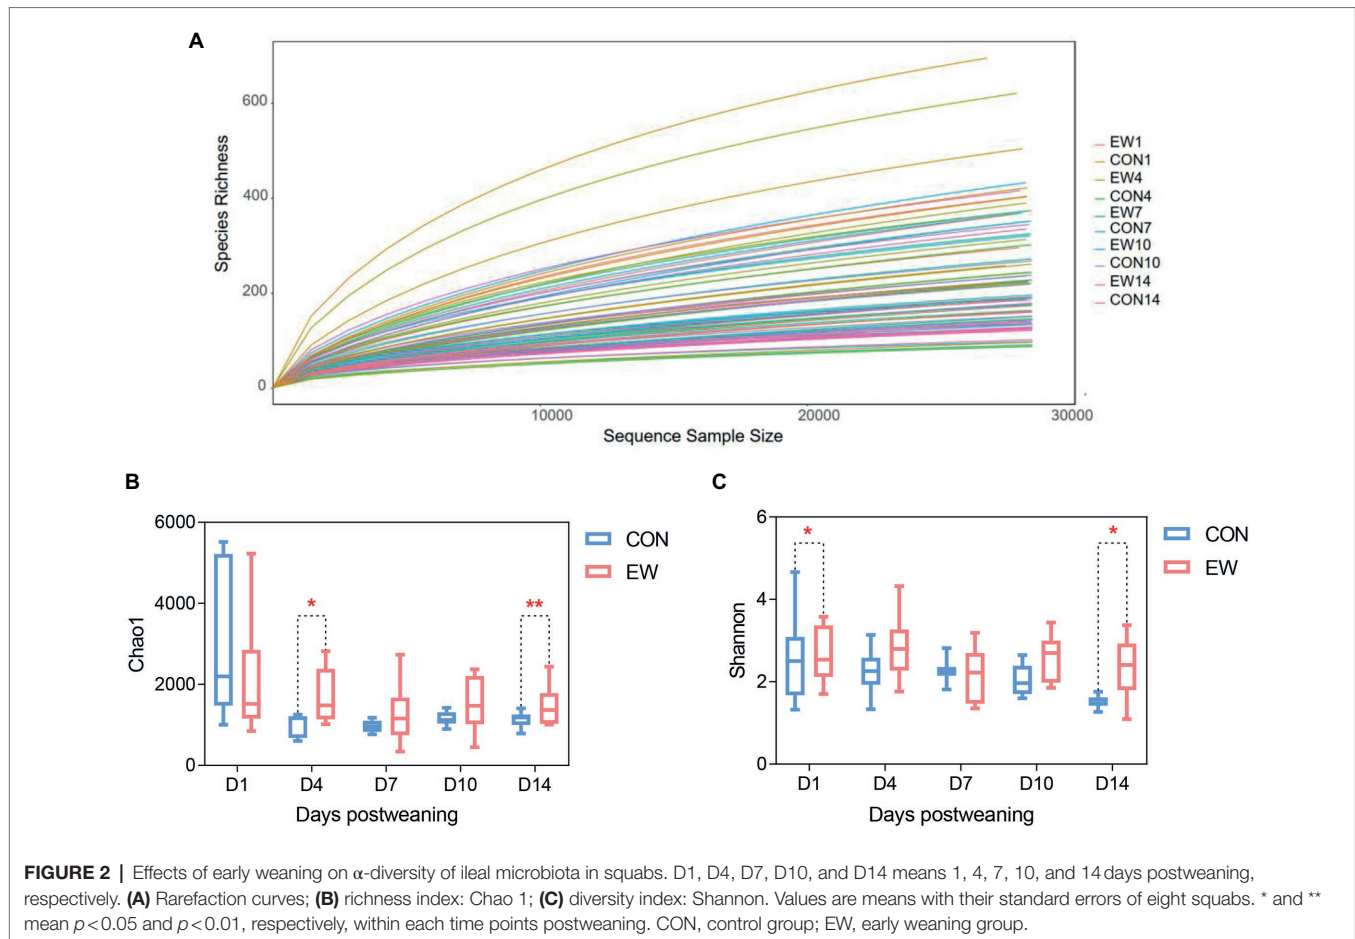 A
600
400
200
0
Species Richness
10000
20000
30000
Sequence Sample Size
EW1
CON1
EW4
CON4
EW7
CON7
EW10
CON10
EW14
CON14
B
6000
4000
2000
0
Chao1
*
**
D1
D4
D7
D10
D14
Days postweaning
CON
EW
C
6
4
2
0
Shannon
*
*
D1
D4
D7
D10
D14
Days postweaning
CON
EW
FIGURE 2 | Effects of early weaning on α-diversity of ileal microbiota in squabs. D1, D4, D7, D10, and D14 means 1, 4, 7, 10, and 14 days postweaning,
respectively. (A) Rarefaction curves; (B) richness index: Chao 1; (C) diversity index: Shannon. Values are means with their standard errors of eight squabs. * and **
mean p < 0.05 and p < 0.01, respectively, within each time points postweaning. CON, control group; EW, early weaning group.